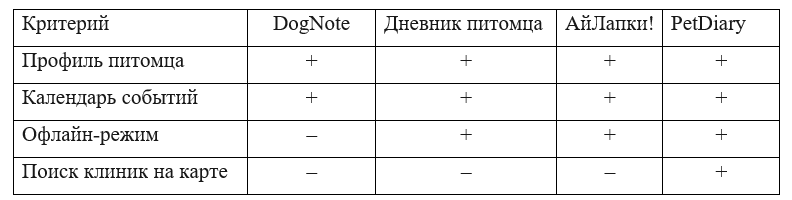 Критерий DogNote Дневник питомца АйЛапки! PetDiary
Профиль питомца + + + +
Календарь событий + + + +
Офлайн-режим – + + +
Поиск клиник на карте – – – +